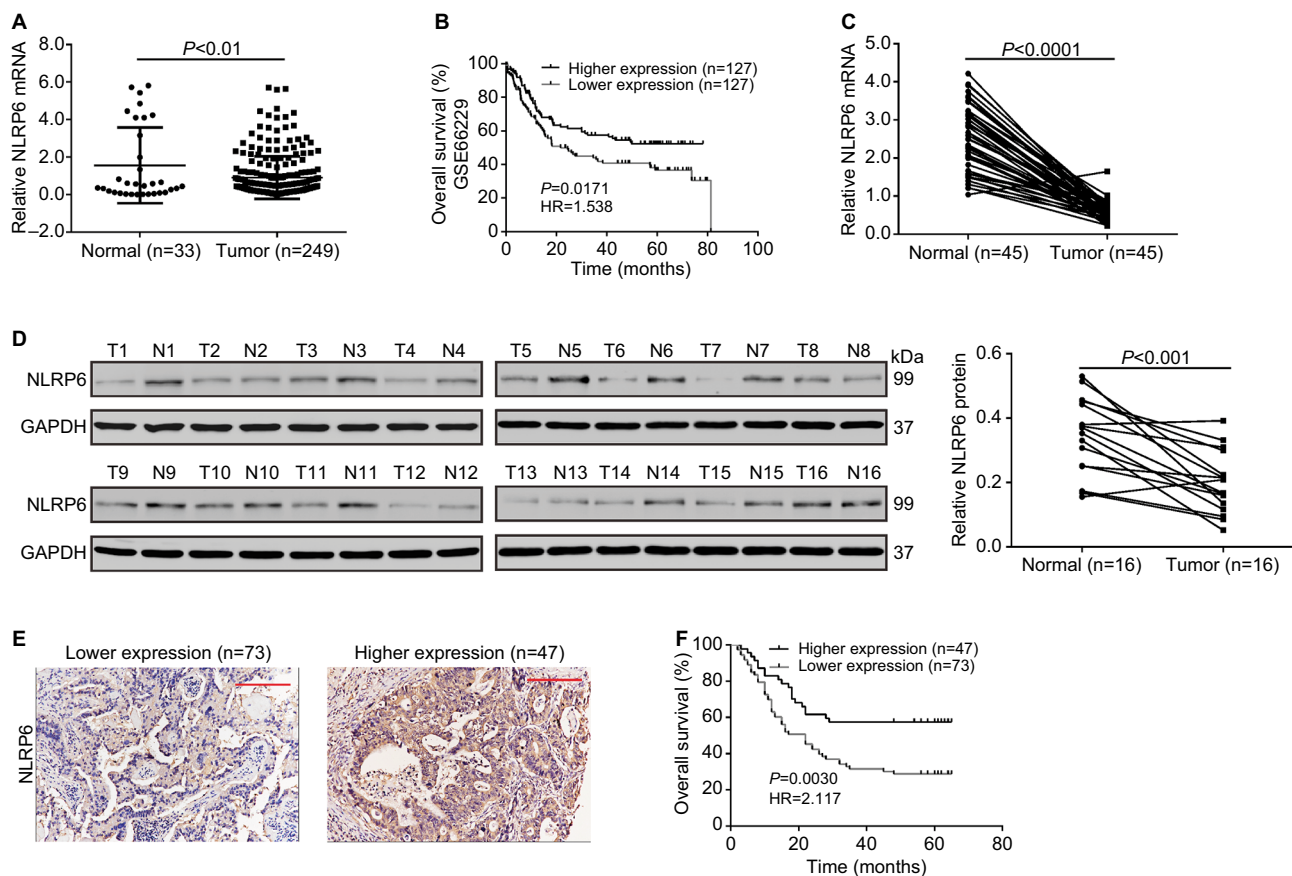 A
Relative NLRP6 mRNA
8.0
6.0
4.0
2.0
0.0
–2.0
P<0.01
Normal (n=33)
Tumor (n=249)
B
Overall survival (%)
GSE66229
100
80
60
40
20
0
Higher expression (n=127)
Lower expression (n=127)
P=0.0171
HR=1.538
0 20 40 60 80 100
Time (months)
C
Relative NLRP6 mRNA
5.0
4.0
3.0
2.0
1.0
0.0
P<0.0001
Normal (n=45)
Tumor (n=45)
D
T1 N1 T2 N2 T3 N3 T4 N4
T5 N5 T6 N6 T7 N7 T8 N8
kDa
NLRP6
99
GAPDH
37
T9 N9 T10 N10 T11 N11 T12 N12
T13 N13 T14 N14 T15 N15 T16 N16
NLRP6
99
GAPDH
37
Relative NLRP6 protein
0.6
0.4
0.2
0.0
P<0.001
Normal (n=16)
Tumor (n=16)
E
NLRP6
Lower expression (n=73)
Higher expression (n=47)
F
Overall survival (%)
100
80
60
40
20
0
Higher expression (n=47)
Lower expression (n=73)
P=0.0030
HR=2.117
0 20 40 60 80
Time (months)